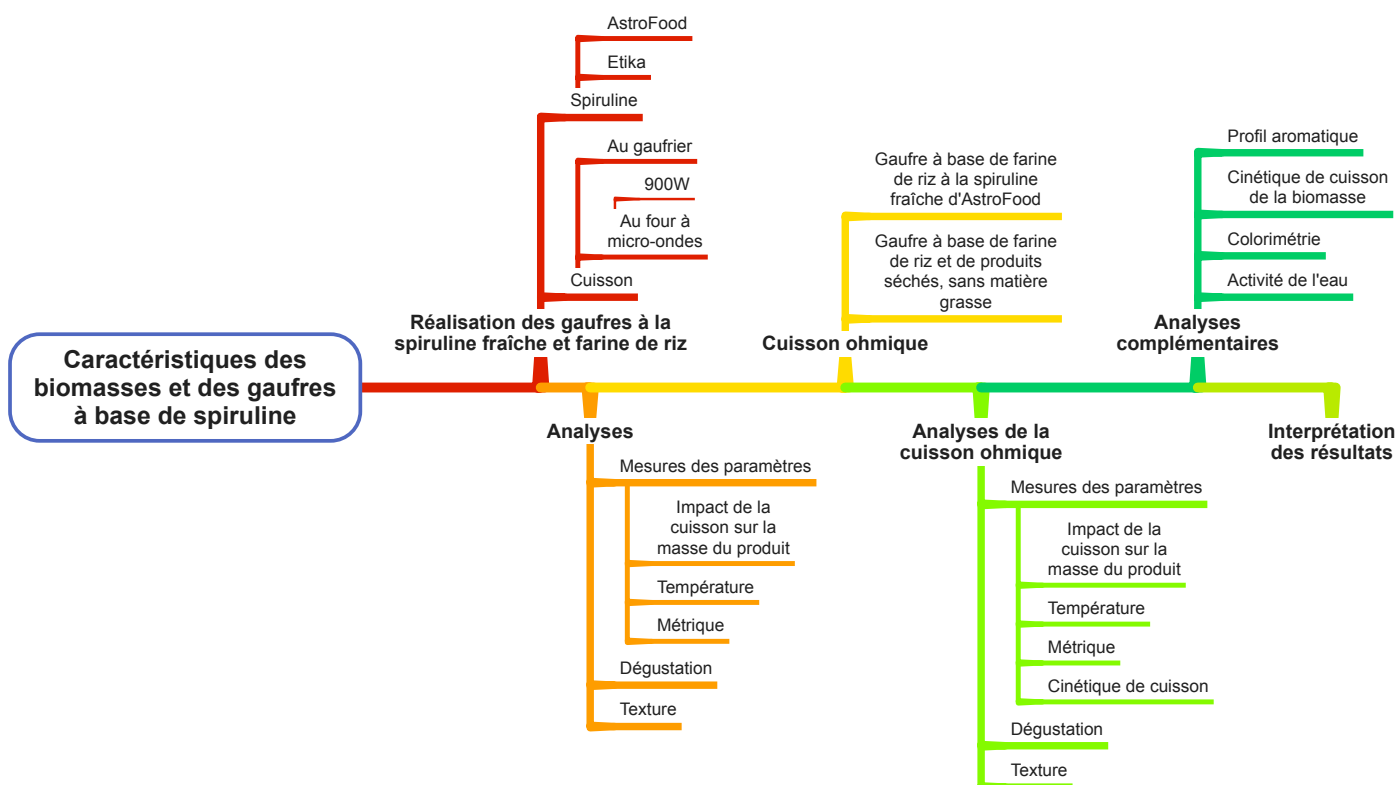 Caractéristiques des
biomasses et des gaufres
à base de spiruline
AstroFood
Etika
Spiruline
Au gaufrier
900W
Au four à
micro-ondes
Cuisson
Réalisation des gaufres à la
spiruline fraîche et farine de riz
Analyses
Mesures des paramètres
Impact de la
cuisson sur la
masse du produit
Température
Métrique
Dégustation
Texture
Gaufre à base de farine
de riz à la spiruline
fraîche d'AstroFood
Gaufre à base de farine
de riz et de produits
séchés, sans matière
grasse
Cuisson ohmique
Analyses de la
cuisson ohmique
Mesures des paramètres
Impact de la
cuisson sur la
masse du produit
Température
Métrique
Cinétique de cuisson
Dégustation
Texture
Profil aromatique
Cinétique de cuisson
de la biomasse
Colorimétrie
Activité de l'eau
Analyses
complémentaires
Interprétation
des résultats